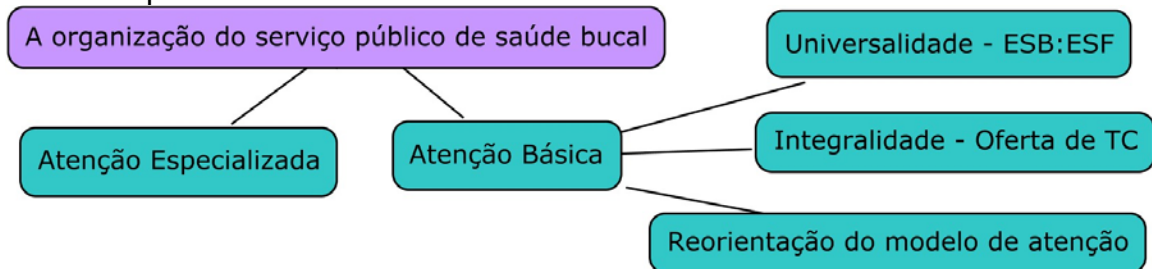 A organização do serviço público de saúde bucal
Universalidade - ESB:ESF
Atenção Especializada
Atenção Básica
Integralidade - Oferta de TC
Reorientação do modelo de atenção